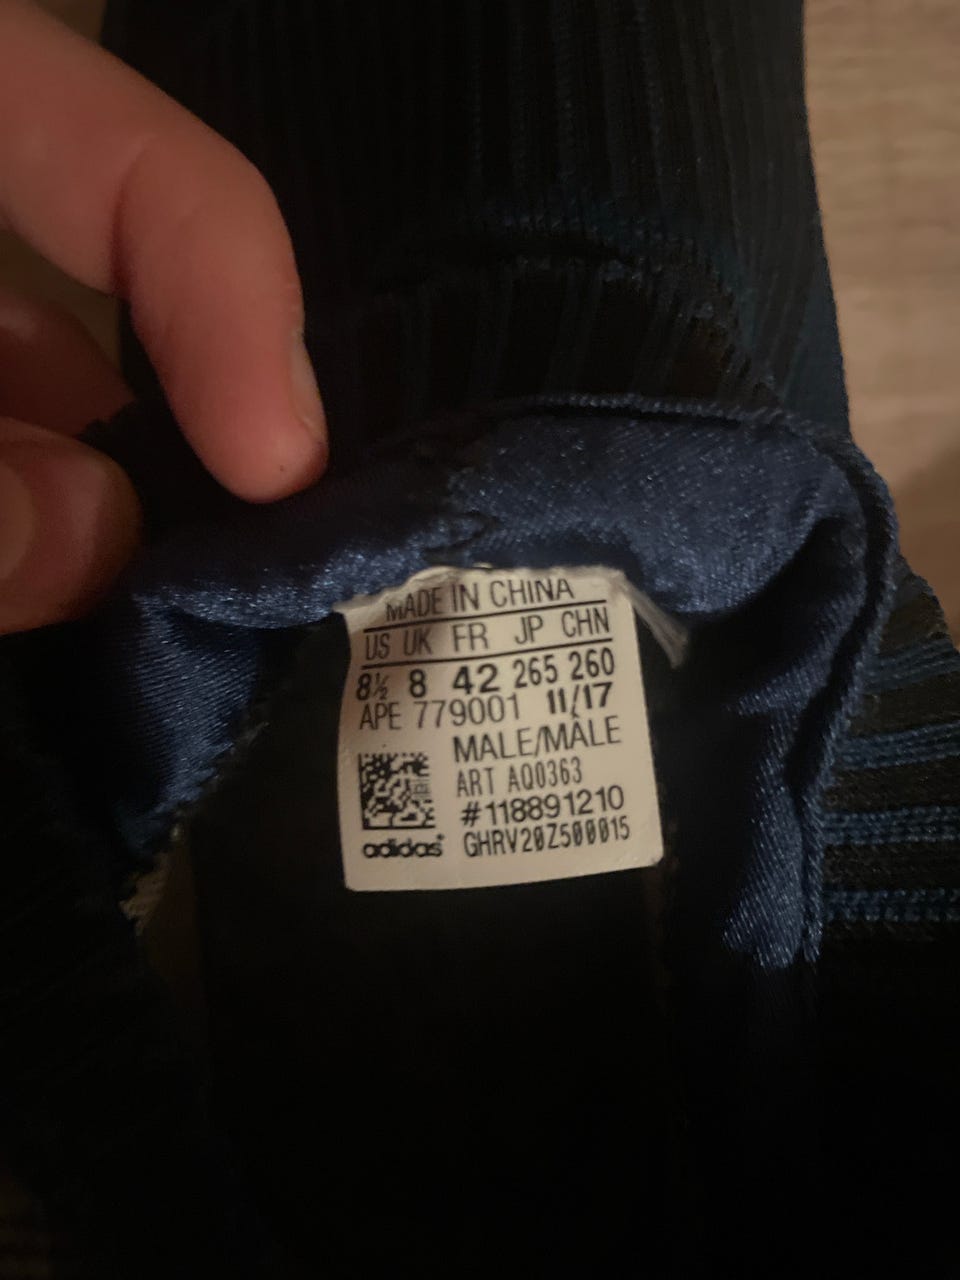 MADE IN CHINA
US UK FR JP CHN
8½ 8 42 265 260
APE 779001 11/17
MALE/MÂLE
ART AQ0363
#118891210
adidas GHRV20Z500015